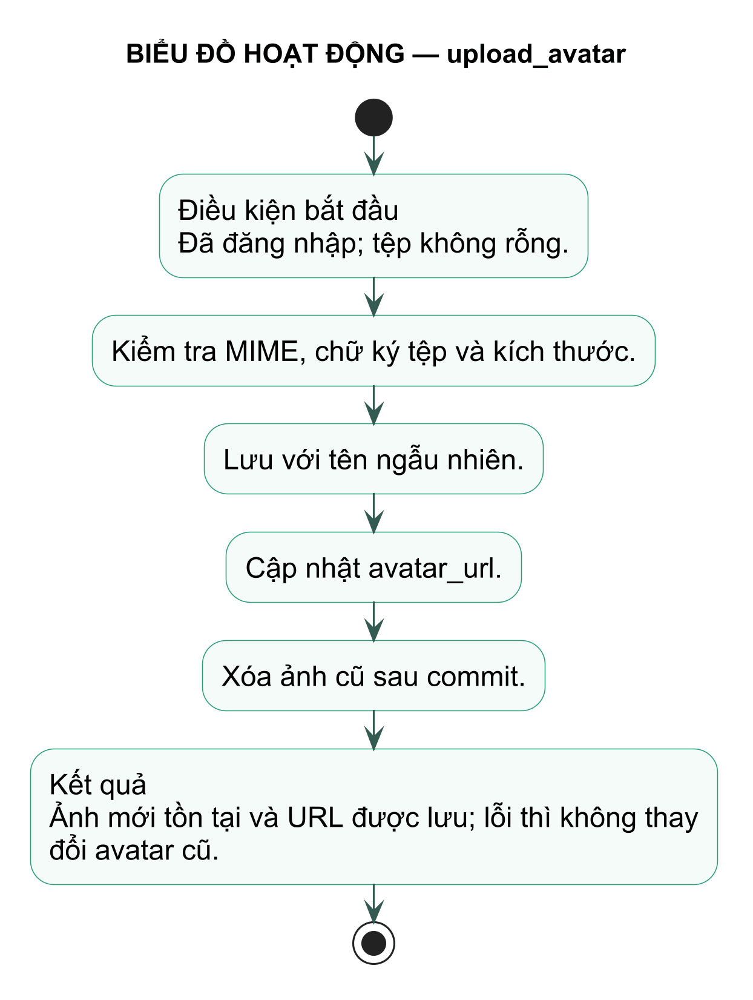 BIỂU ĐỒ HOẠT ĐỘNG — upload_avatar
Điều kiện bắt đầu
Đã đăng nhập; tệp không rỗng.
Kiểm tra MIME, chữ ký tệp và kích thước.
Lưu với tên ngẫu nhiên.
Cập nhật avatar_url.
Xóa ảnh cũ sau commit.
Kết quả
Ảnh mới tồn tại và URL được lưu; lỗi thì không thay
đổi avatar cũ.